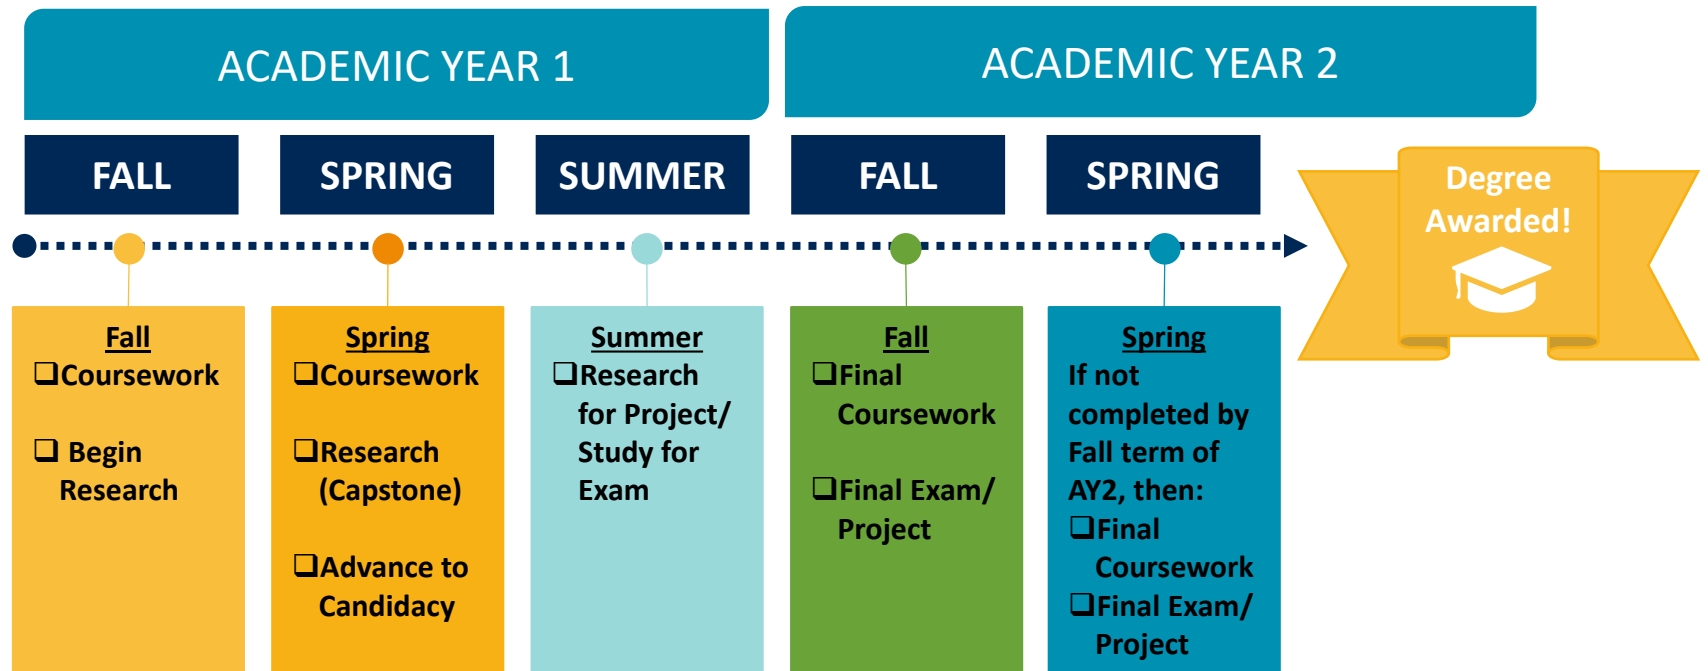 ACADEMIC YEAR 1
ACADEMIC YEAR 2
FALL
SPRING
SUMMER
FALL
SPRING
Degree
Awarded!
Fall
❑Coursework
❑ Begin
Research
Spring
❑Coursework
❑Research
(Capstone)
❑Advance to
Candidacy
Summer
❑Research
for Project/
Study for
Exam
Fall
❑Final
Coursework
❑Final Exam/
Project
Spring
If not
completed by
Fall term of
AY2, then:
❑Final
Coursework
❑Final Exam/
Project